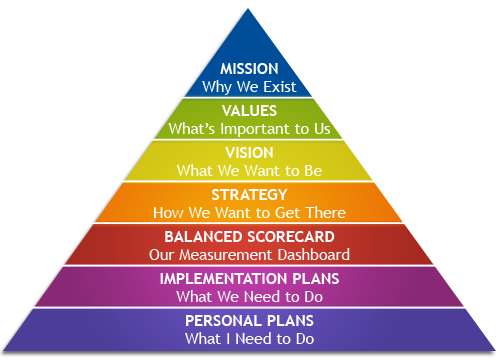 MISSION
Why We Exist
VALUES
What's Important to Us
VISION
What We Want to Be
STRATEGY
How We Want to Get There
BALANCED SCORECARD
Our Measurement Dashboard
IMPLEMENTATION PLANS
What We Need to Do
PERSONAL PLANS
What I Need to Do